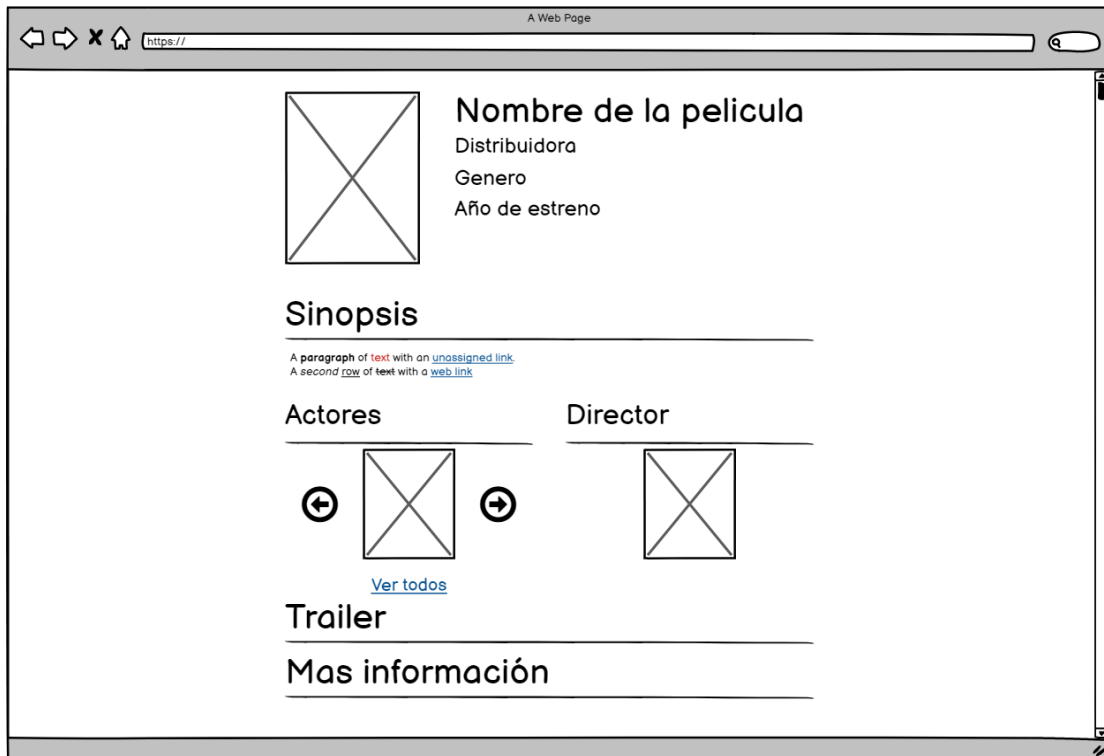 A Web Page
https://
Nombre de la pelicula
Distribuidora
Genero
Año de estreno
Sinopsis
A paragraph of text with an unassigned link.
A second row of text with a web link
Actores
Director
Ver todos
Trailer
Mas información